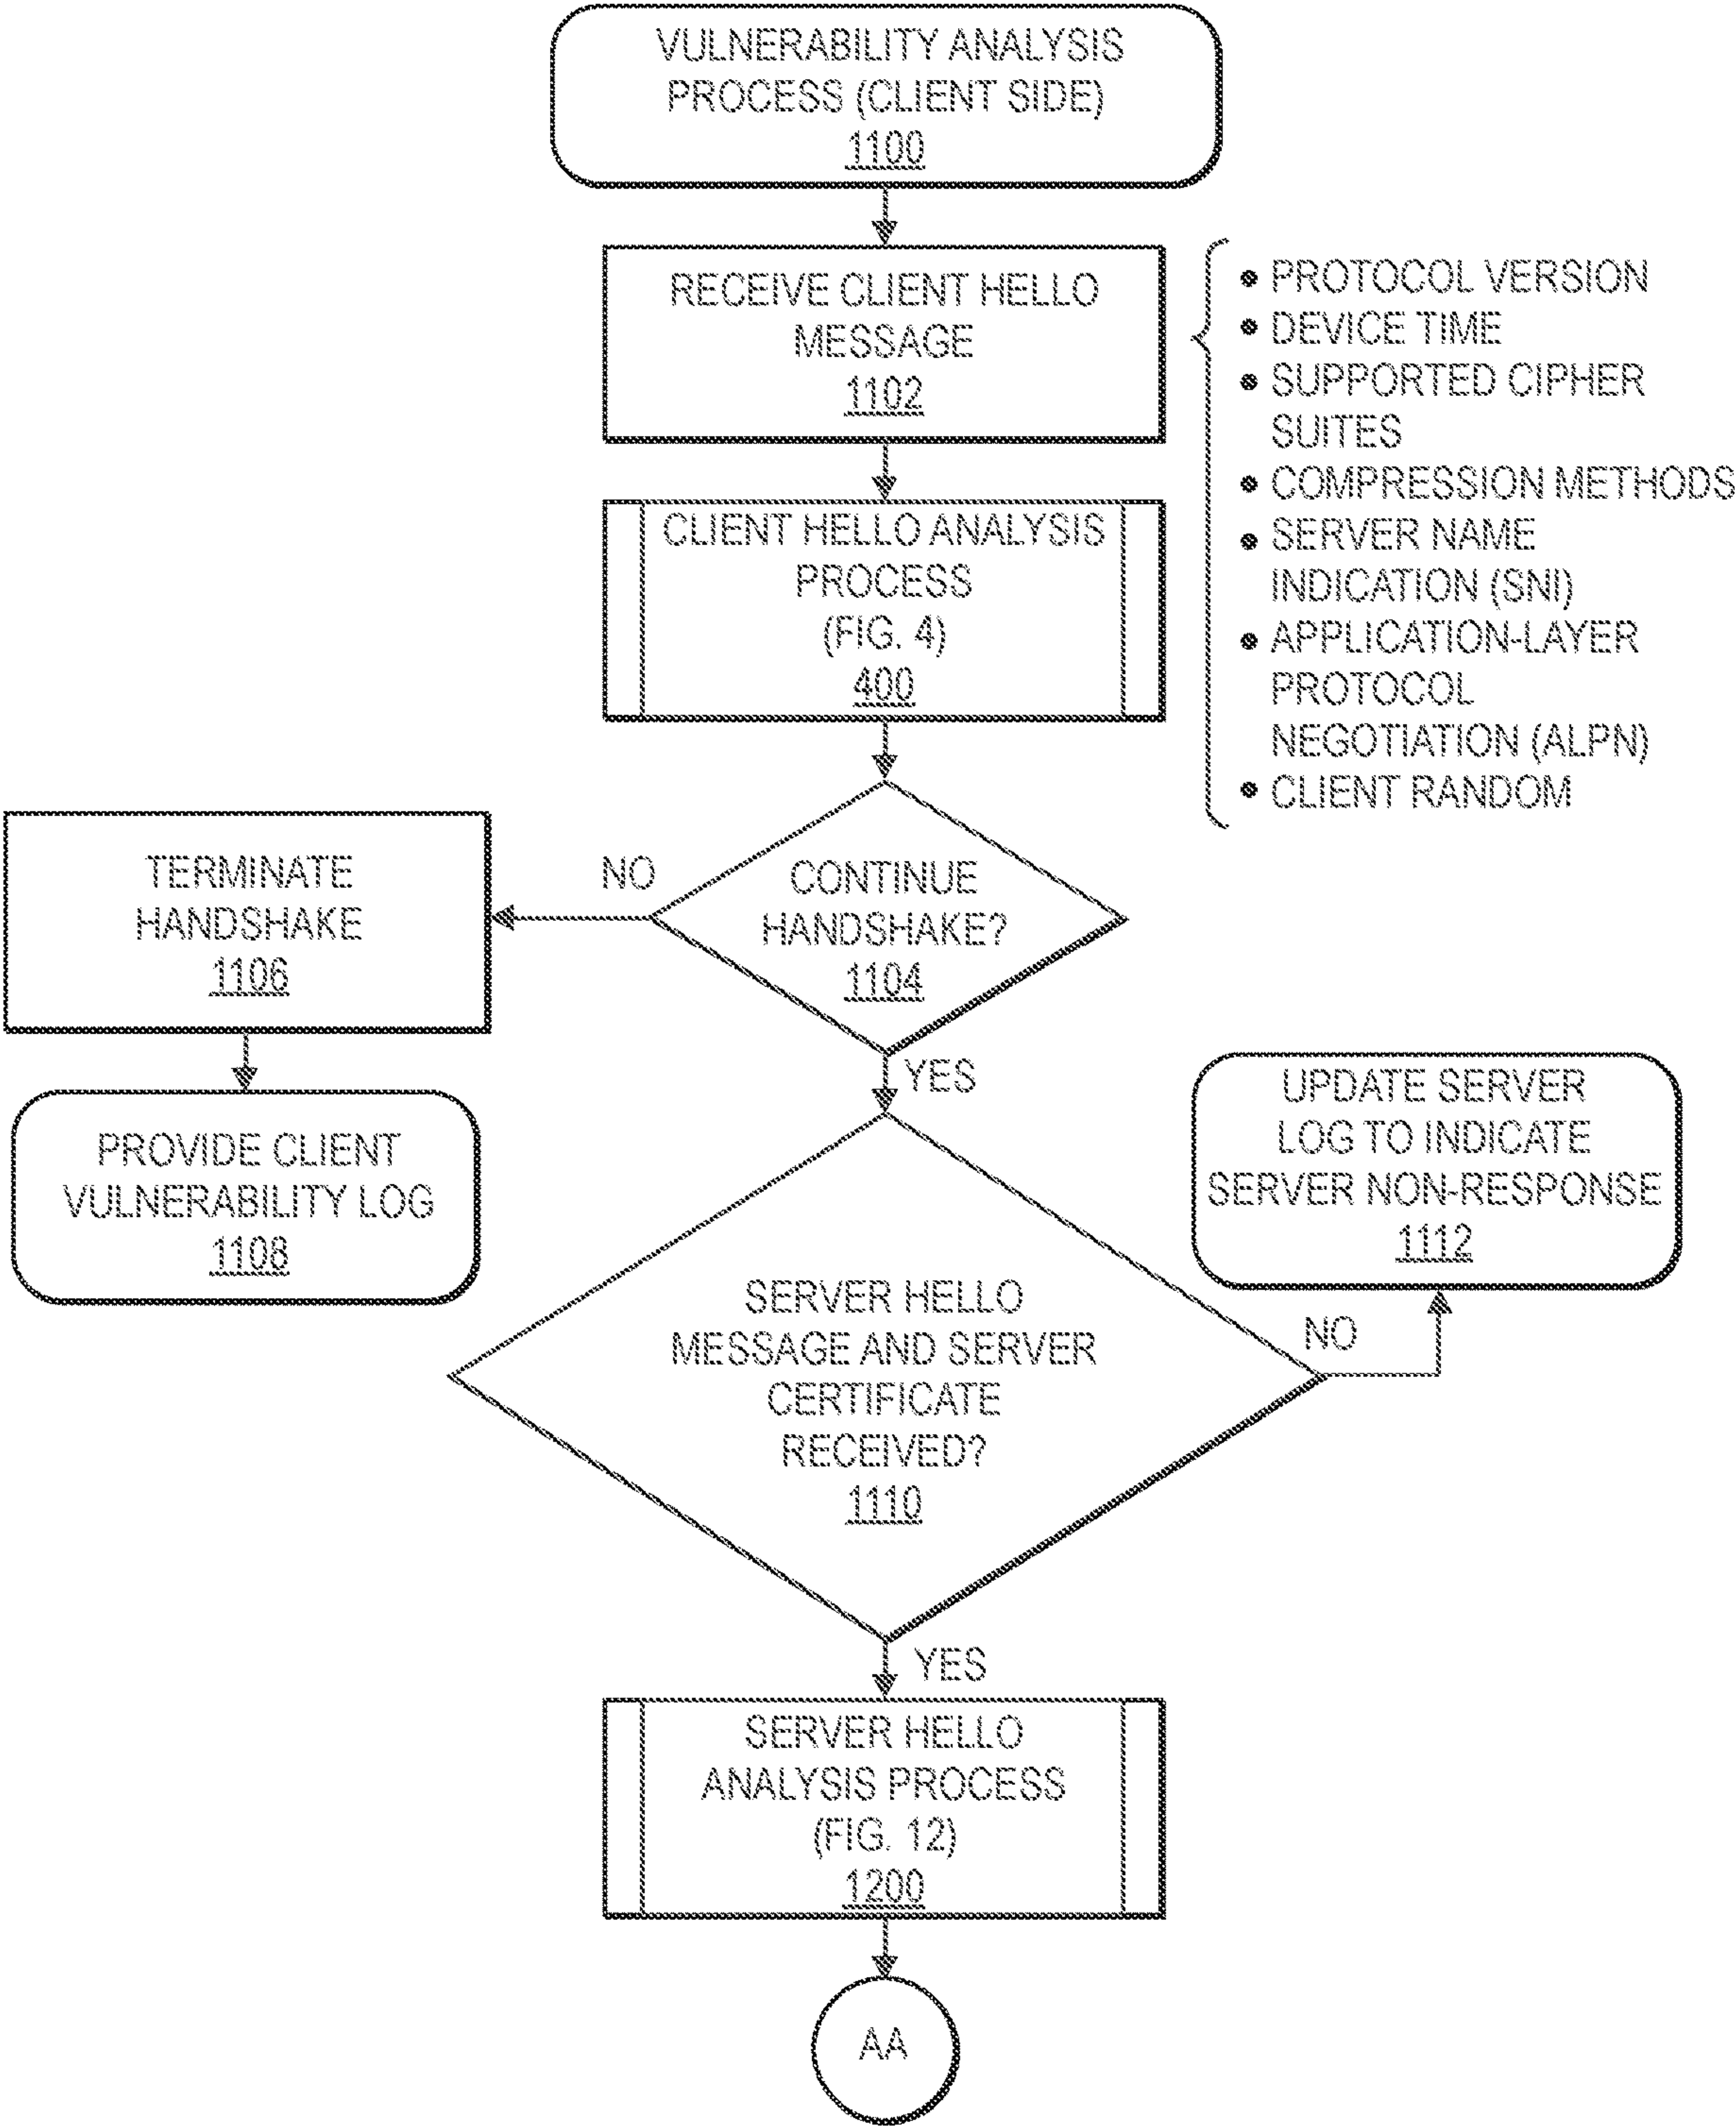 VULNERABILITY ANALYSIS
PROCESS (CLIENT SIDE)
1100
RECEIVE CLIENT HELLO
MESSAGE
1102
• PROTOCOL VERSION
• DEVICE TIME
• SUPPORTED CIPHER
SUITES
• COMPRESSION METHODS
• SERVER NAME
INDICATION (SNI)
• APPLICATION-LAYER
PROTOCOL
NEGOTIATION (ALPN)
• CLIENT RANDOM
CLIENT HELLO ANALYSIS
PROCESS
(FIG. 4)
400
CONTINUE
HANDSHAKE?
1104
NO
TERMINATE
HANDSHAKE
1106
PROVIDE CLIENT
VULNERABILITY LOG
1108
YES
SERVER HELLO
MESSAGE AND SERVER
CERTIFICATE
RECEIVED?
1110
NO
UPDATE SERVER
LOG TO INDICATE
SERVER NON-RESPONSE
1112
YES
SERVER HELLO
ANALYSIS PROCESS
(FIG. 12)
1200
AA